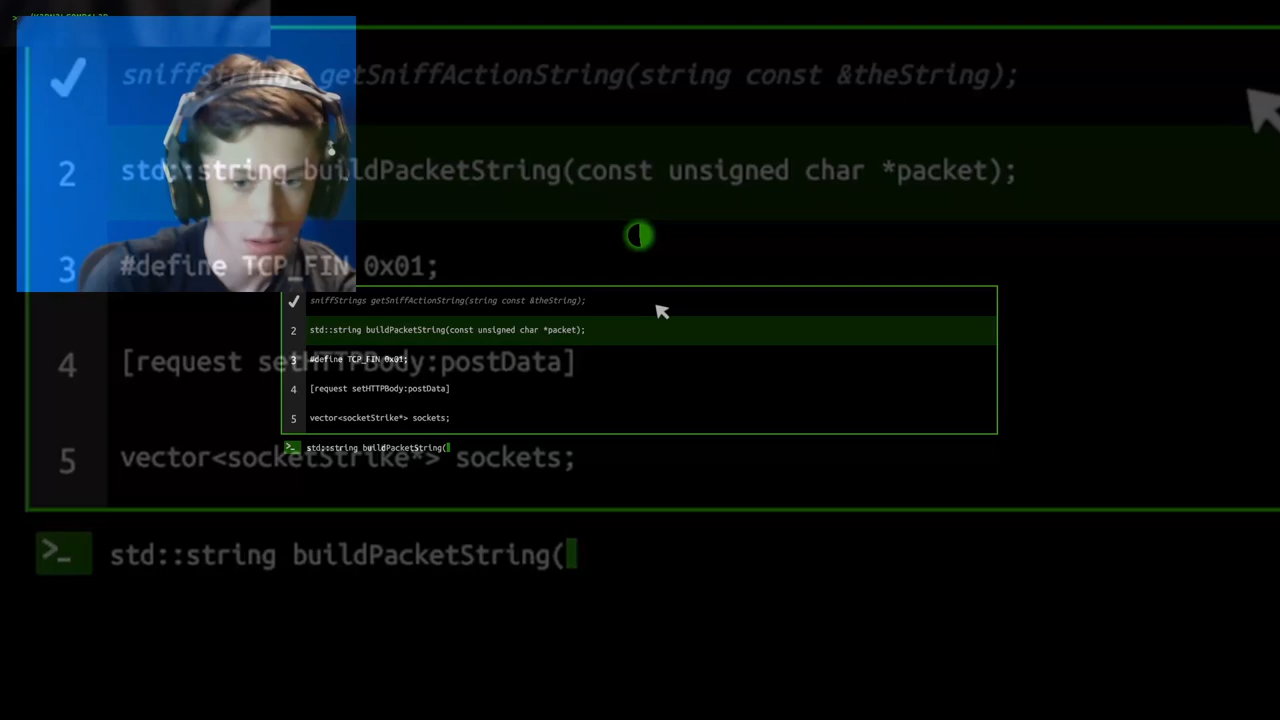 sniffStrings getSniffActionString(string const &theString);
2 std::string buildPacketString(const unsigned char *packet);
3 #define TCP_FIN 0x01;
4 [request setHTTPBody:postData]
5 vector<socketStrike*> sockets;
>_ std::string buildPacketString(
sniffStrings getSniffActionString(string const &theString);
2 std::string buildPacketString(const unsigned char *packet);
3 #define TCP_FIN 0x01;
4 [request setHTTPBody:postData]
5 vector<socketStrike*> sockets;
>_ std::string buildPacketString(